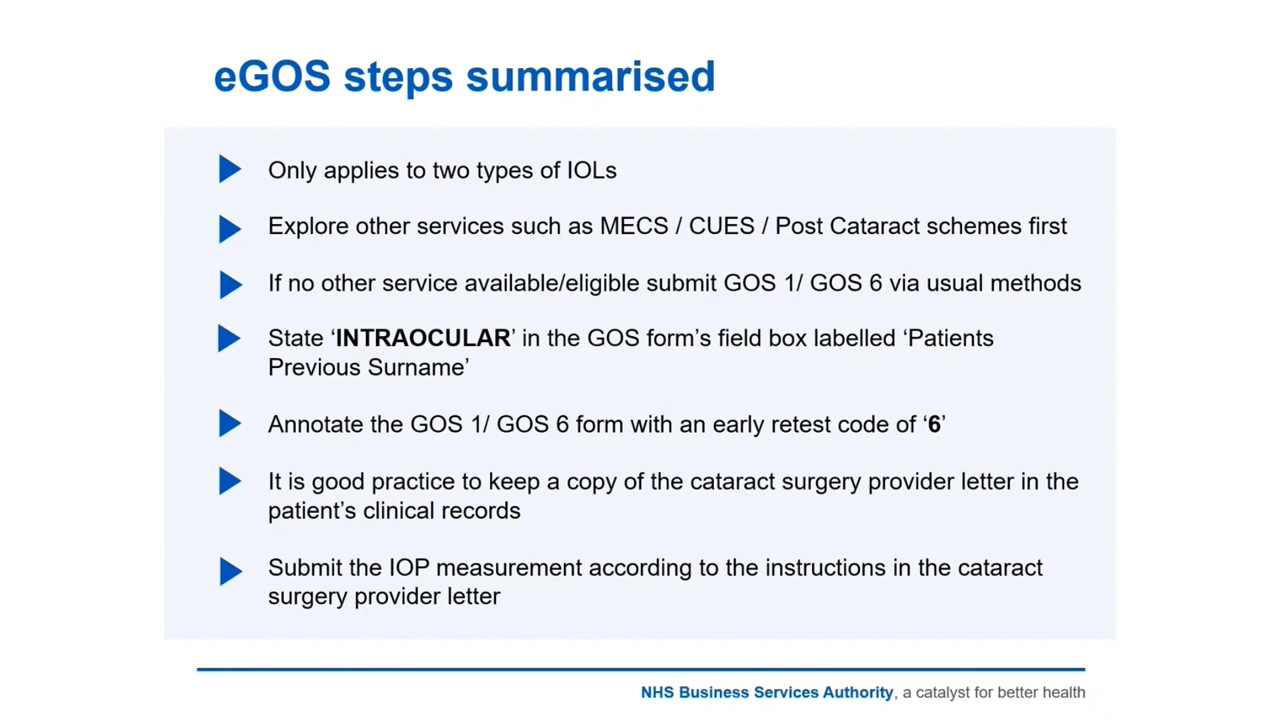 eGOS steps summarised
Only applies to two types of IOLs
Explore other services such as MECS / CUES / Post Cataract schemes first
If no other service available/eligible submit GOS 1/ GOS 6 via usual methods
State ‘INTRAOCULAR’ in the GOS form’s field box labelled ‘Patients
Previous Surname’
Annotate the GOS 1/ GOS 6 form with an early retest code of ‘6’
It is good practice to keep a copy of the cataract surgery provider letter in the
patient’s clinical records
Submit the IOP measurement according to the instructions in the cataract
surgery provider letter
NHS Business Services Authority, a catalyst for better health